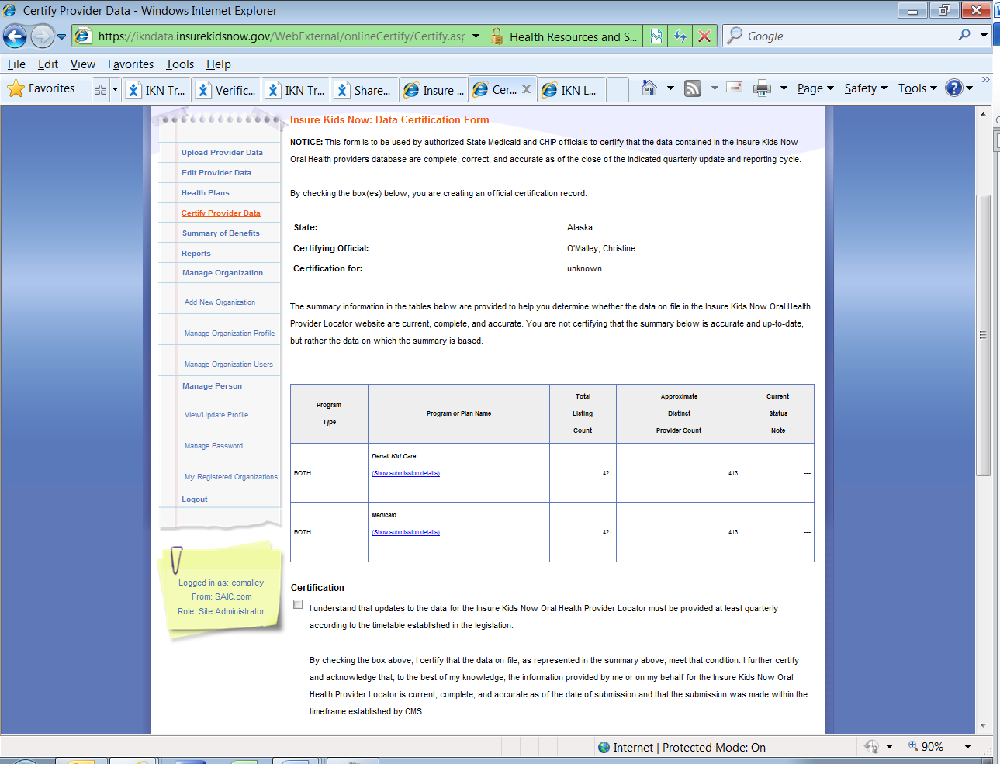 Certify Provider Data - Windows Internet Explorer
https://ikndata.insurekidsnow.gov/WebExternal/onlineCertify/Certify.asp
Health Resources and S...
Google
File Edit View Favorites Tools Help
Favorites
IKN Tr...
Verific...
IKN Tr...
Share...
Insure ...
Cer...
IKN L...
Page Safety Tools
Upload Provider Data
Edit Provider Data
Health Plans
Certify Provider Data
Summary of Benefits
Reports
Manage Organization
Add New Organization
Manage Organization Profile
Manage Organization Users
Manage Person
View/Update Profile
Manage Password
My Registered Organizations
Logout
Logged in as: comalley
From: SAIC.com
Role: Site Administrator
Insure Kids Now: Data Certification Form
NOTICE: This form is to be used by authorized State Medicaid and CHIP officials to certify that the data contained in the Insure Kids Now
Oral Health providers database are complete, correct, and accurate as of the close of the indicated quarterly update and reporting cycle.
By checking the box(es) below, you are creating an official certification record.
State: Alaska
Certifying Official: O'Malley, Christine
Certification for: unknown
The summary information in the tables below are provided to help you determine whether the data on file in the Insure Kids Now Oral Health
Provider Locator website are current, complete, and accurate. You are not certifying that the summary below is accurate and up-to-date,
but rather the data on which the summary is based.
Program
Type
Program or Plan Name
Total
Listing
Count
Approximate
Distinct
Provider Count
Current
Status
Note
BOTH
Denali Kid Care
(Show submission details)
421
413
---
BOTH
Medicaid
(Show submission details)
421
413
---
Certification
I understand that updates to the data for the Insure Kids Now Oral Health Provider Locator must be provided at least quarterly
according to the timetable established in the legislation.
By checking the box above, I certify that the data on file, as represented in the summary above, meet that condition. I further certify
and acknowledge that, to the best of my knowledge, the information provided by me or on my behalf for the Insure Kids Now Oral
Health Provider Locator is current, complete, and accurate as of the date of submission and that the submission was made within the
timeframe established by CMS.
Internet | Protected Mode: On
90%